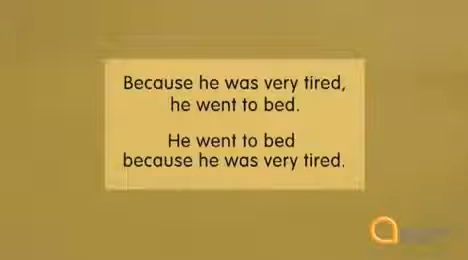 Because he was very tired,
he went to bed.
He went to bed
because he was very tired.